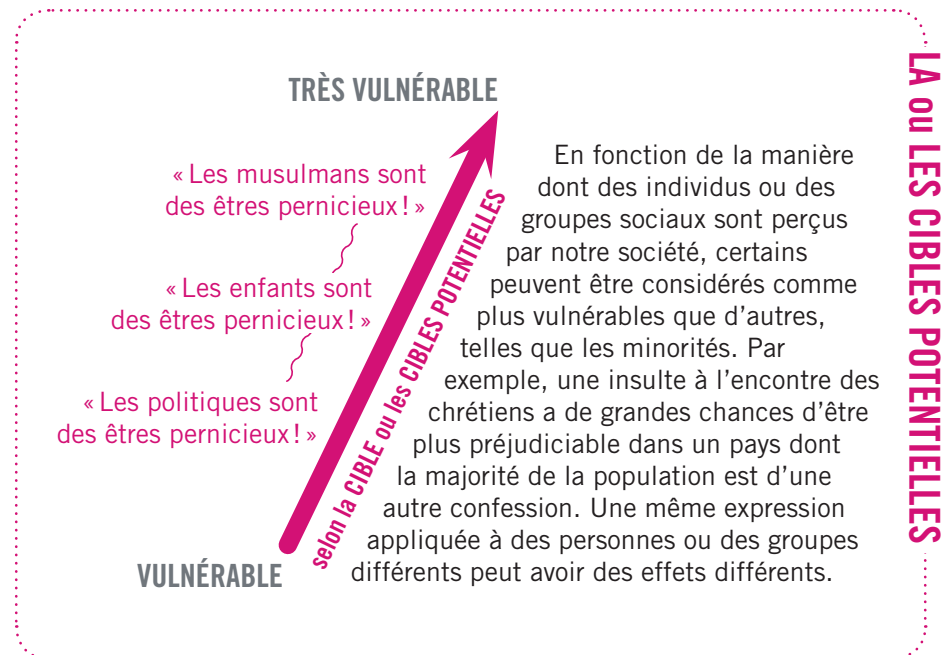 LA ou LES CIBLES POTENTIELLES
TRÈS VULNÉRABLE
« Les musulmans sont
des êtres pernicieux ! »
« Les enfants sont
des êtres pernicieux ! »
« Les politiques sont
des êtres pernicieux ! »
VULNÉRABLE
selon la CIBLE ou les CIBLES POTENTIELLES
En fonction de la manière
dont des individus ou des
groupes sociaux sont perçus
par notre société, certains
peuvent être considérés comme
plus vulnérables que d’autres,
telles que les minorités. Par
exemple, une insulte à l’encontre des
chrétiens a de grandes chances d’être
plus préjudiciable dans un pays dont
la majorité de la population est d’une
autre confession. Une même expression
appliquée à des personnes ou des groupes
différents peut avoir des effets différents.